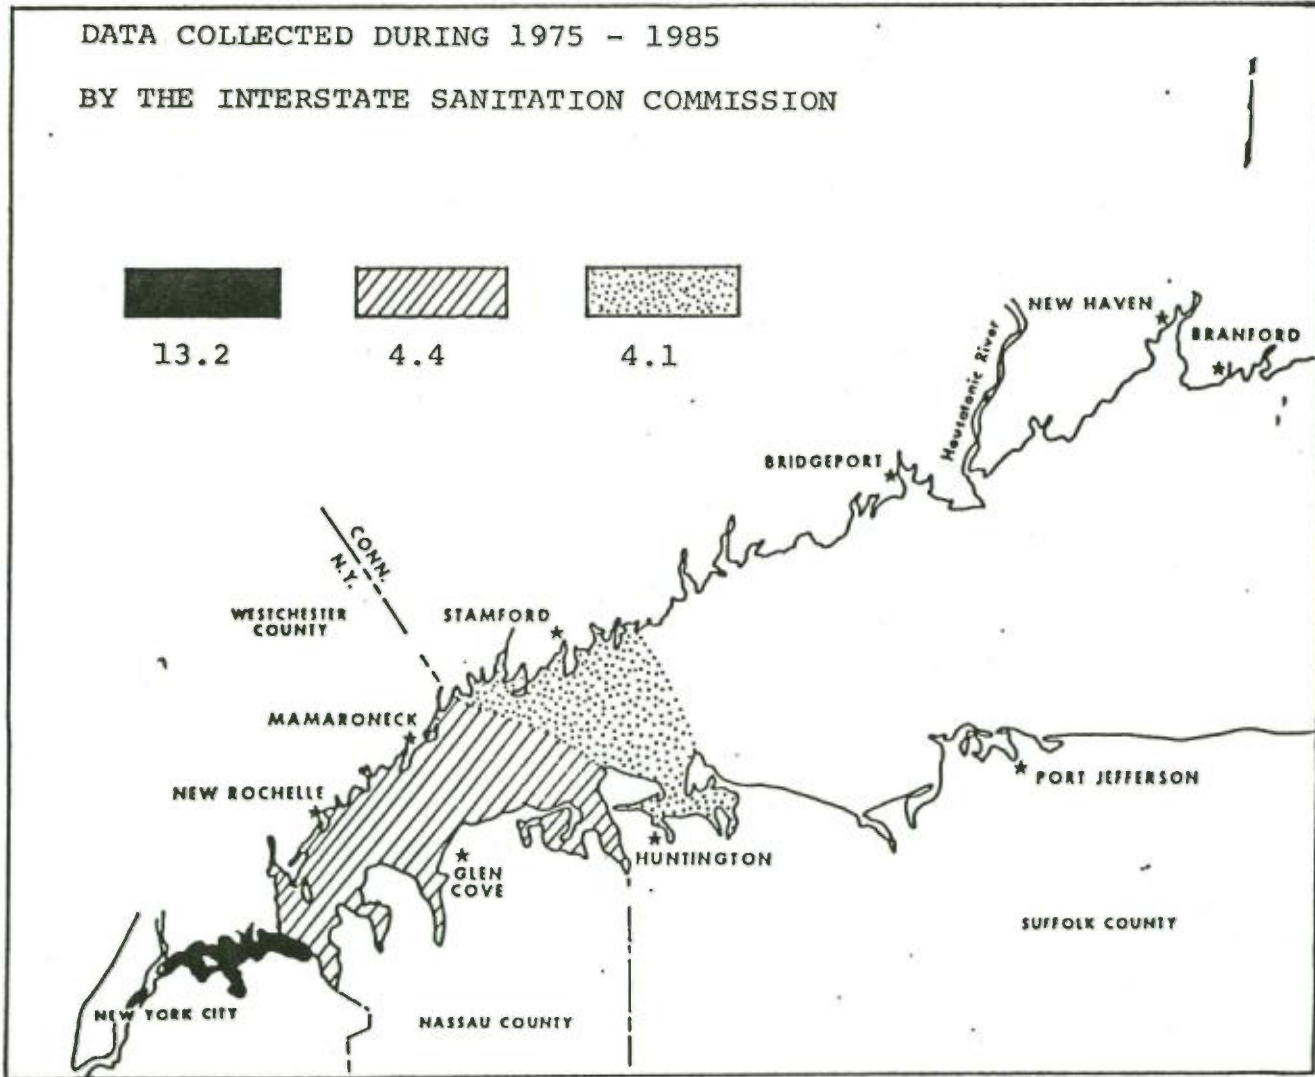 DATA COLLECTED DURING 1975 - 1985
BY THE INTERSTATE SANITATION COMMISSION
13.2
4.4
4.1
NEW HAVEN
BRANFORD
Housatonic River
BRIDGEPORT
CONN.
N.Y.
WESTCHESTER
COUNTY
STAMFORD
MAMARONECK
NEW ROCHELLE
PORT JEFFERSON
HUNTINGTON
GLEN
COVE
SUFFOLK COUNTY
NEW YORK CITY
NASSAU COUNTY